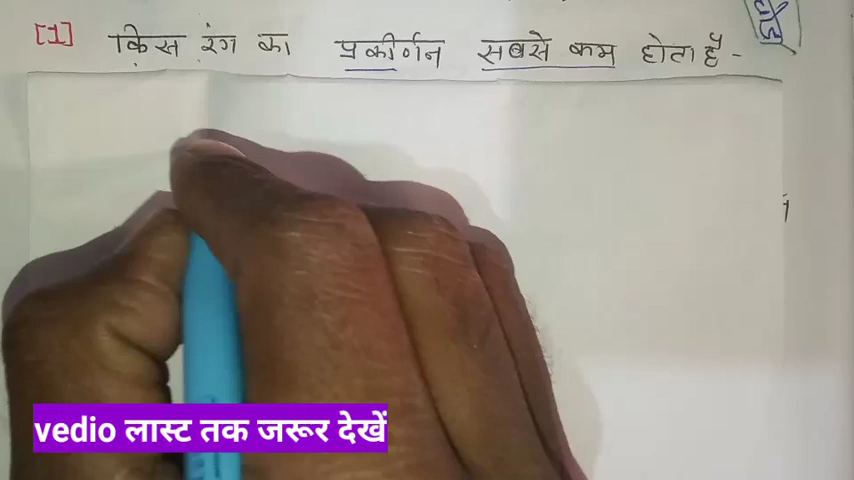 [1] किस रंग का प्रकीर्णन सबसे कम होता है -
vedio लास्ट तक जरूर देखें